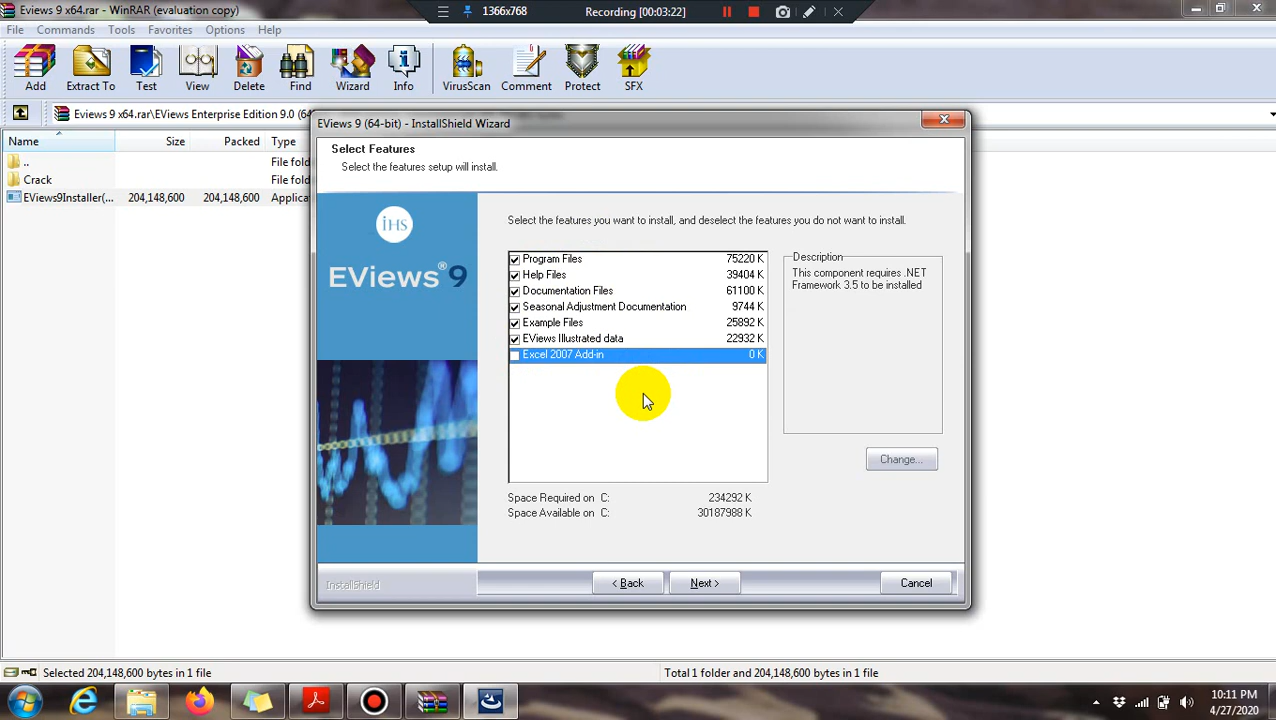 Eviews 9 x64.rar - WinRAR (evaluation copy)
1366x768
Recording [00:03:22]
File Commands Tools Favorites Options Help
Add Extract To Test View Delete Find Wizard Info VirusScan Comment Protect SFX
Eviews 9 x64.rar\EViews Enterprise Edition 9.0 (64
Name Size Packed Type
.. File fold
Crack File fold
EViews9Installer(... 204,148,600 204,148,600 Applica
EViews 9 (64-bit) - InstallShield Wizard
Select Features
Select the features setup will install.
Select the features you want to install, and deselect the features you do not want to install.
iHS
EViews®9
Program Files 75220 K
Help Files 39404 K
Documentation Files 61100 K
Seasonal Adjustment Documentation 9744 K
Example Files 25892 K
EViews Illustrated data 22932 K
Excel 2007 Add-in 0 K
Description
This component requires .NET
Framework 3.5 to be installed
Change...
Space Required on C: 234292 K
Space Available on C: 30187988 K
InstallShield
< Back Next > Cancel
Selected 204,148,600 bytes in 1 file
Total 1 folder and 204,148,600 bytes in 1 file
10:11 PM
4/27/2020